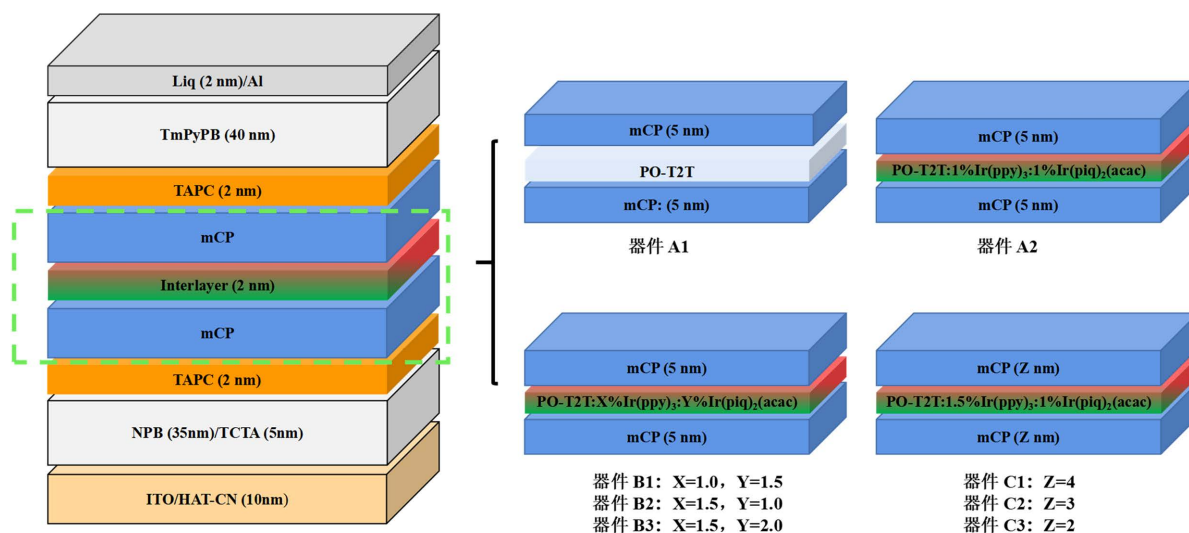 Liq (2 nm)/Al
TmPyPB (40 nm)
TAPC (2 nm)
mCP
Interlayer (2 nm)
mCP
TAPC (2 nm)
NPB (35nm)/TCTA (5nm)
ITO/HAT-CN (10nm)
mCP (5 nm)
PO-T2T
mCP: (5 nm)
器件 A1
mCP (5 nm)
PO-T2T:1%Ir(ppy)₃:1%Ir(piq)₂(acac)
mCP (5 nm)
器件 A2
mCP (5 nm)
PO-T2T:X%Ir(ppy)₃:Y%Ir(piq)₂(acac)
mCP (5 nm)
器件 B1：X=1.0，Y=1.5
器件 B2：X=1.5，Y=1.0
器件 B3：X=1.5，Y=2.0
mCP (Z nm)
PO-T2T:1.5%Ir(ppy)₃:1%Ir(piq)₂(acac)
mCP (Z nm)
器件 C1：Z=4
器件 C2：Z=3
器件 C3：Z=2